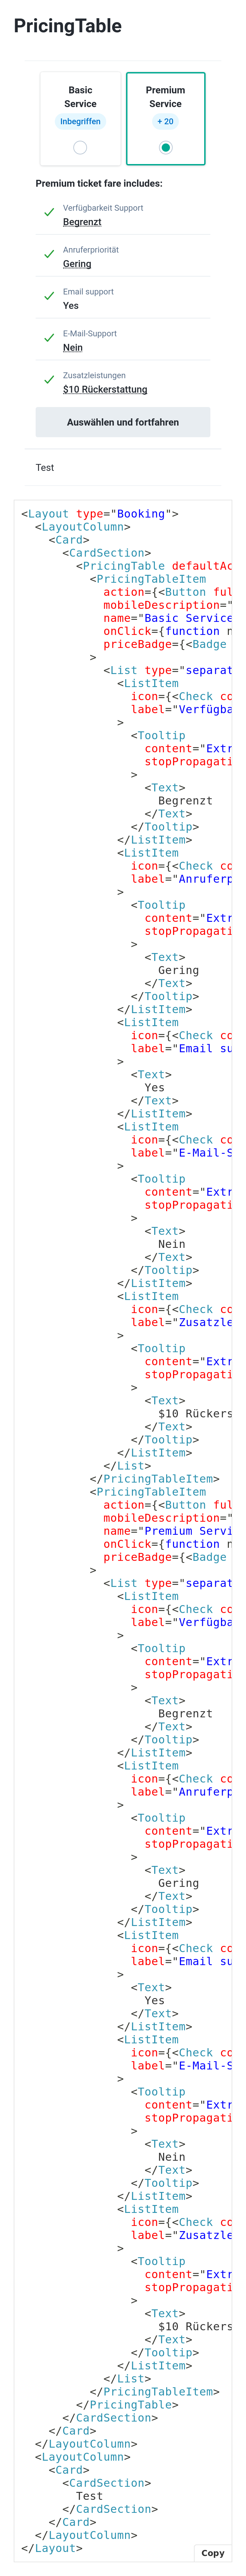 PricingTable
Basic
Service
Inbegriffen
Premium
Service
+ 20
Premium ticket fare includes:
Verfügbarkeit Support
Begrenzt
Anruferpriorität
Gering
Email support
Yes
E-Mail-Support
Nein
Zusatzleistungen
$10 Rückerstattung
Auswählen und fortfahren
Test
<Layout type="Booking">
<LayoutColumn>
<Card>
<CardSection>
<PricingTable defaultAc
<PricingTableItem
action={<Button ful
mobileDescription="
name="Basic Service
onClick={function n
priceBadge={<Badge
>
<List type="separat
<ListItem
icon={<Check co
label="Verfügba
>
<Tooltip
content="Extr
stopPropagati
>
<Text>
Begrenzt
</Text>
</Tooltip>
</ListItem>
<ListItem
icon={<Check co
label="Anruferp
>
<Tooltip
content="Extr
stopPropagati
>
<Text>
Gering
</Text>
</Tooltip>
</ListItem>
<ListItem
icon={<Check co
label="Email su
>
<Text>
Yes
</Text>
</ListItem>
<ListItem
icon={<Check co
label="E-Mail-S
>
<Tooltip
content="Extr
stopPropagati
>
<Text>
Nein
</Text>
</Tooltip>
</ListItem>
<ListItem
icon={<Check co
label="Zusatzle
>
<Tooltip
content="Extr
stopPropagati
>
<Text>
$10 Rückers
</Text>
</Tooltip>
</ListItem>
</List>
</PricingTableItem>
<PricingTableItem
action={<Button ful
mobileDescription="
name="Premium Servi
onClick={function n
priceBadge={<Badge
>
<List type="separat
<ListItem
icon={<Check co
label="Verfügba
>
<Tooltip
content="Extr
stopPropagati
>
<Text>
Begrenzt
</Text>
</Tooltip>
</ListItem>
<ListItem
icon={<Check co
label="Anruferp
>
<Tooltip
content="Extr
stopPropagati
>
<Text>
Gering
</Text>
</Tooltip>
</ListItem>
<ListItem
icon={<Check co
label="Email su
>
<Text>
Yes
</Text>
</ListItem>
<ListItem
icon={<Check co
label="E-Mail-S
>
<Tooltip
content="Extr
stopPropagati
>
<Text>
Nein
</Text>
</Tooltip>
</ListItem>
<ListItem
icon={<Check co
label="Zusatzle
>
<Tooltip
content="Extr
stopPropagati
>
<Text>
$10 Rückers
</Text>
</Tooltip>
</ListItem>
</List>
</PricingTableItem>
</PricingTable>
</CardSection>
</Card>
</LayoutColumn>
<LayoutColumn>
<Card>
<CardSection>
Test
</CardSection>
</Card>
</LayoutColumn>
</Layout>
Copy